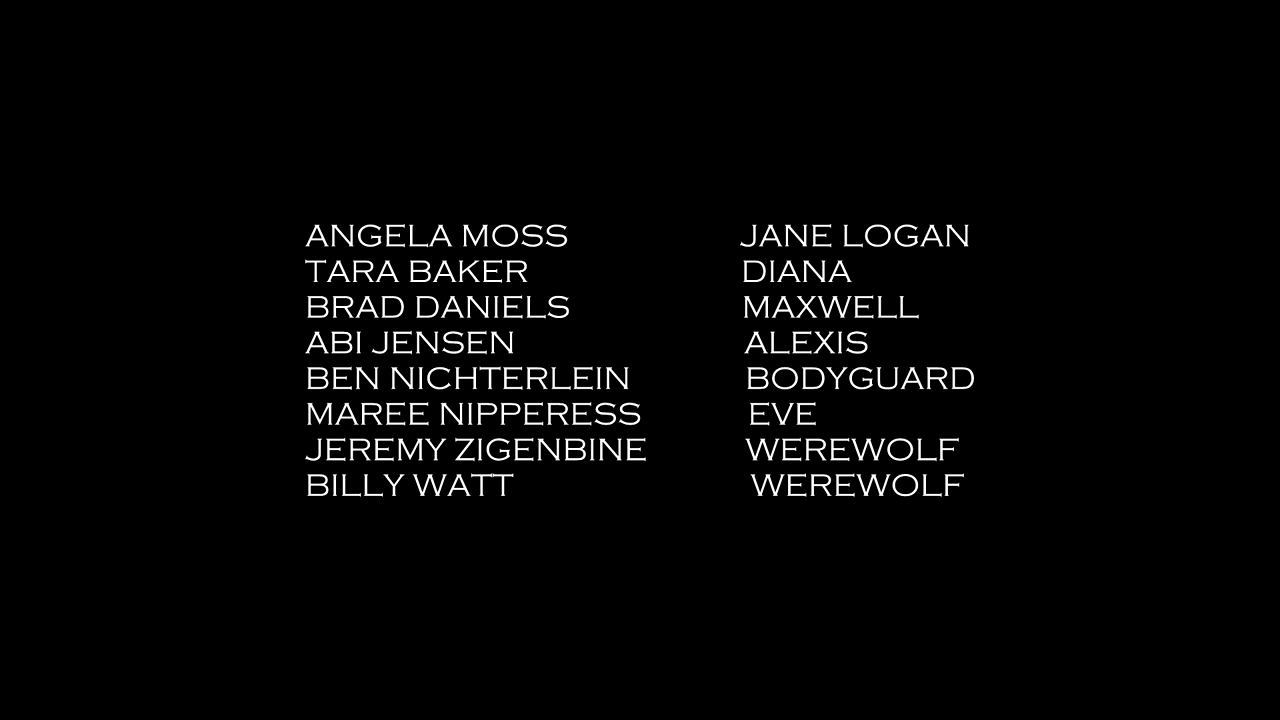 ANGELA MOSS JANE LOGAN
TARA BAKER DIANA
BRAD DANIELS MAXWELL
ABI JENSEN ALEXIS
BEN NICHTERLEIN BODYGUARD
MAREE NIPPERESS EVE
JEREMY ZIGENBINE WEREWOLF
BILLY WATT WEREWOLF